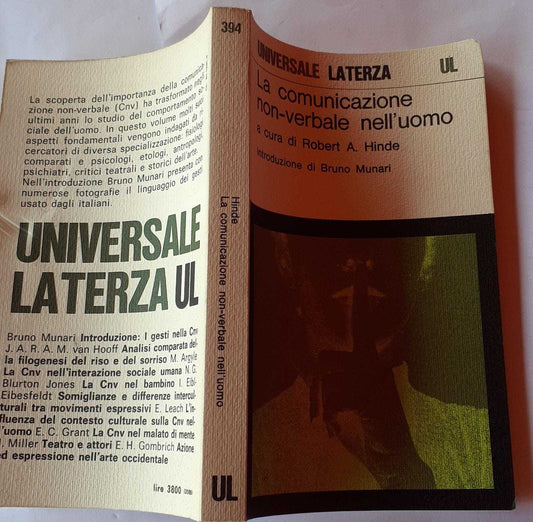 La scoperta dell'importanza della comunica
zione non-verbale (Cnv) ha trasformato negli
ultimi anni lo studio del comportamento so
ciale dell'uomo. In questo volume molti suoi
aspetti fondamentali vengono indagati da ri
cercatori di diversa specializzazione: fisiologi
comparati e psicologi, etologi, antropologi,
psichiatri, critici teatrali e storici dell'arte.
Nell'introduzione Bruno Munari presenta con
numerose fotografie il linguaggio dei gesti
usato dagli italiani.
UNIVERSALE
LATERZA UL
Bruno Munari Introduzione: I gesti nella Cnv
J. A. R. A. M. van Hooff Analisi comparata del-
la filogenesi del riso e del sorriso M. Argyle
La Cnv nell'interazione sociale umana N. G.
Blurton Jones La Cnv nel bambino I. Eibl-
Eibesfeldt Somiglianze e differenze intercul
turali tra movimenti espressivi E. Leach L'in-
fluenza del contesto culturale sulla Cnv nel-
l'uomo E. C. Grant La Cnv nel malato di mente
J. Miller Teatro e attori E. H. Gombrich Azione
ed espressione nell'arte occidentale
lire 3800
394
Hinde
La comunicazione non-verbale nell'uomo
UL
UNIVERSALE LATERZA UL
La comunicazione
non-verbale nell'uomo
a cura di Robert A. Hinde
introduzione di Bruno Munari